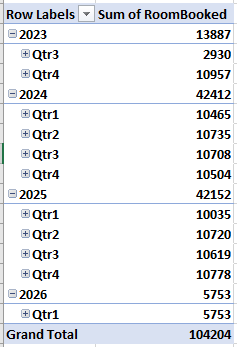 Row Labels Sum of RoomBooked
2023 13887
Qtr3 2930
Qtr4 10957
2024 42412
Qtr1 10465
Qtr2 10735
Qtr3 10708
Qtr4 10504
2025 42152
Qtr1 10035
Qtr2 10720
Qtr3 10619
Qtr4 10778
2026 5753
Qtr1 5753
Grand Total 104204